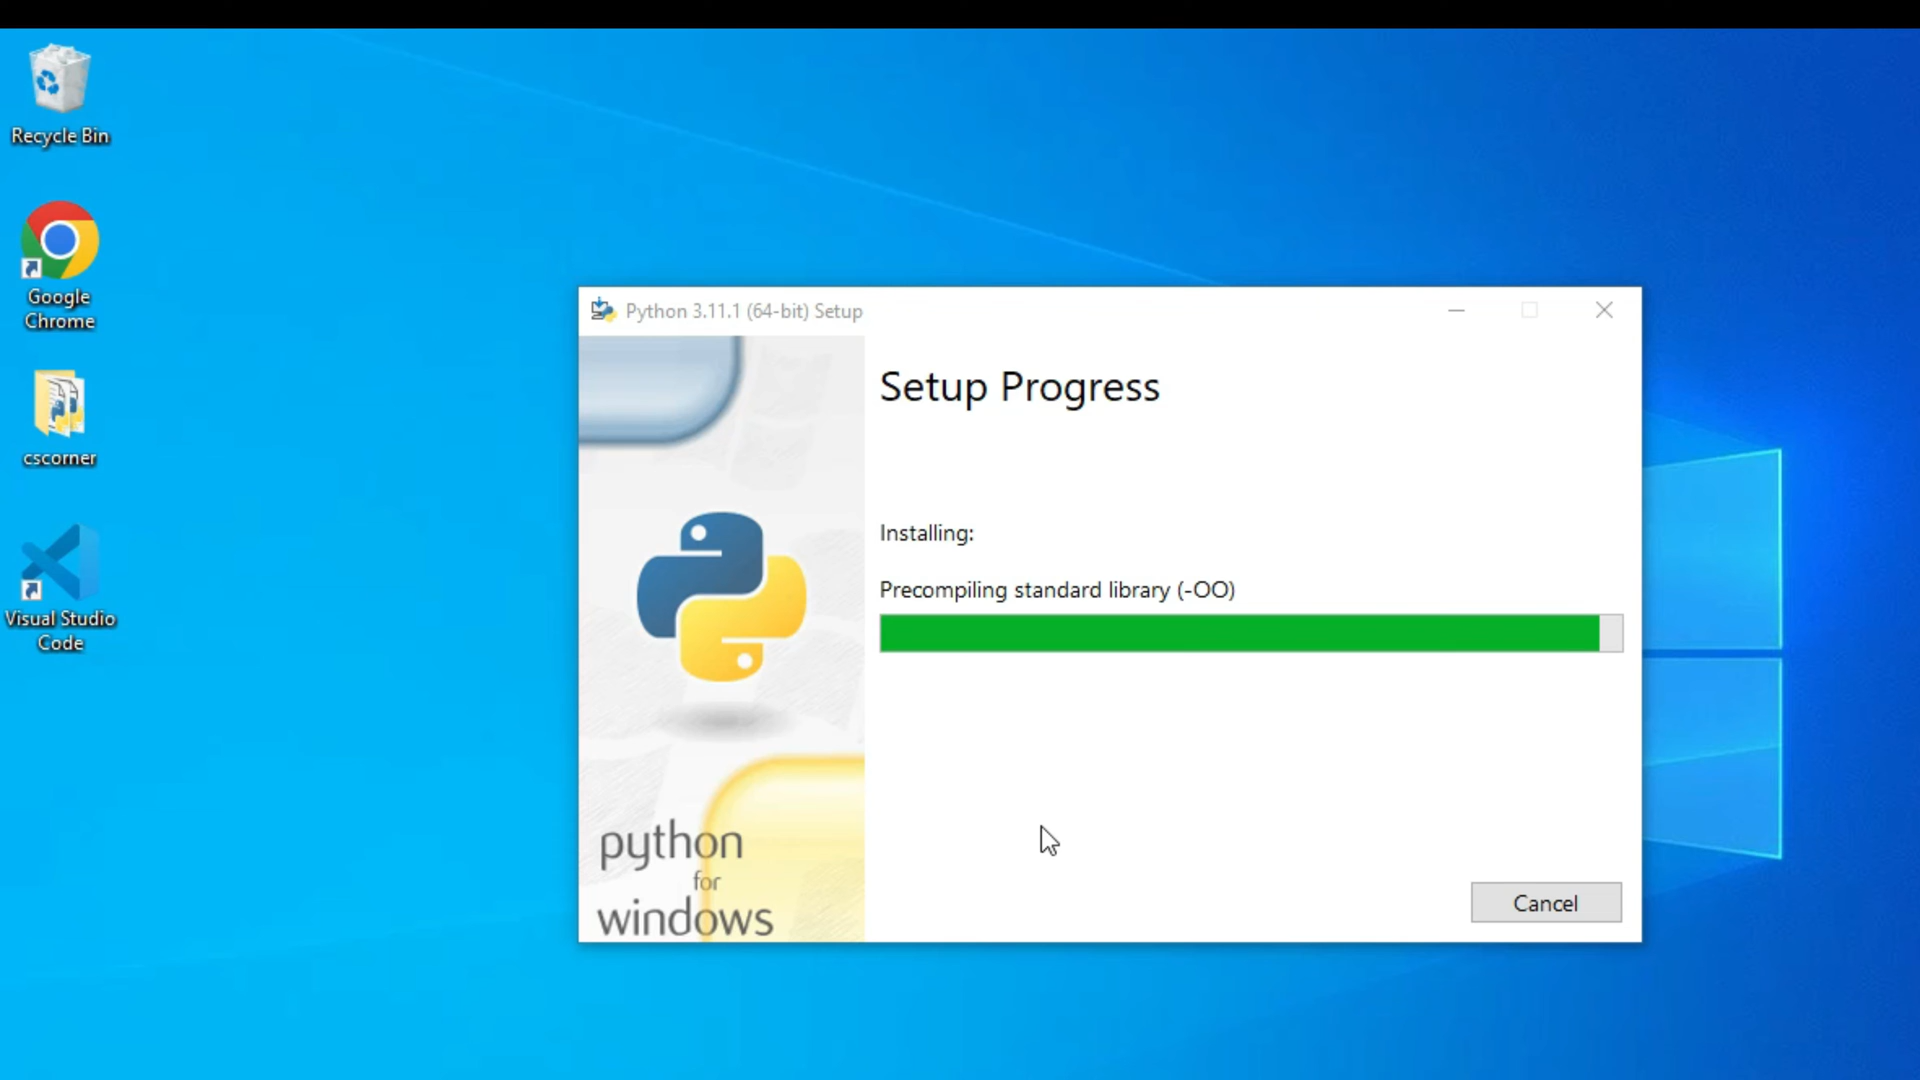 Recycle Bin
Google
Chrome
cscorner
Visual Studio
Code
Python 3.11.1 (64-bit) Setup
Setup Progress
Installing:
Precompiling standard library (-OO)
python
for
windows
Cancel